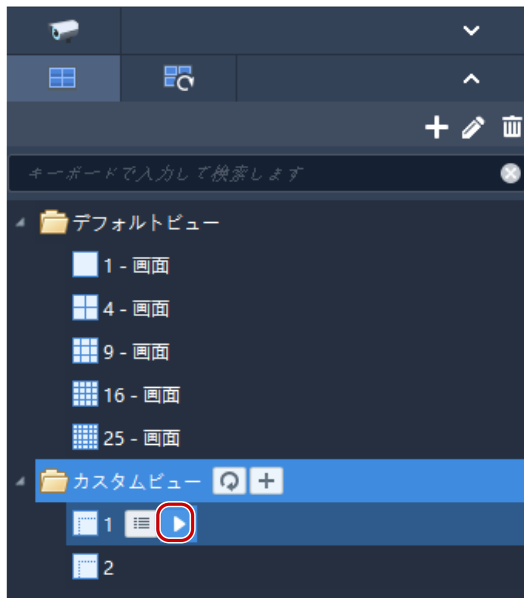 キーボードで入力して検索します
デフォルトビュー
1 - 画面
4 - 画面
9 - 画面
16 - 画面
25 - 画面
カスタムビュー
1
2